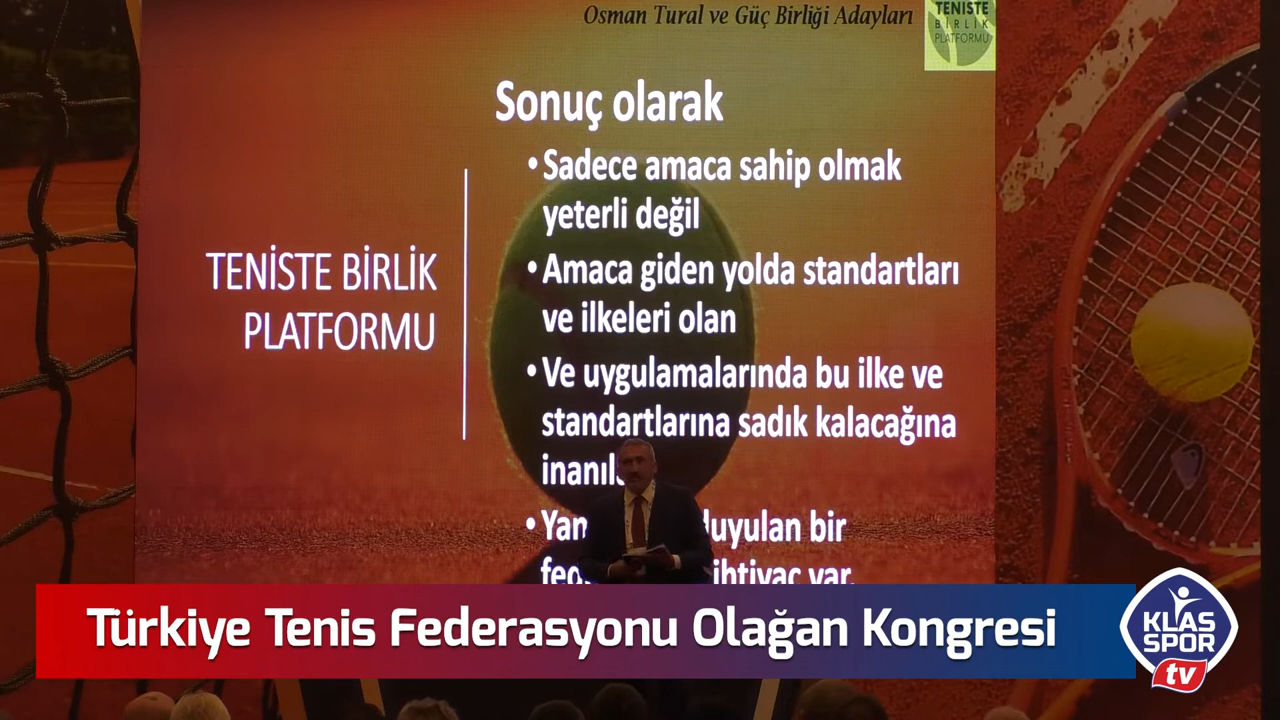 Osman Tural ve Güç Birliği Adayları
TENİSTE
BİRLİK
PLATFORMU
Sonuç olarak
• Sadece amaca sahip olmak
yeterli değil
• Amaca giden yolda standartları
ve ilkeleri olan
• Ve uygulamalarında bu ilke ve
standartlarına sadık kalacağına
• duyulan bir
ihtiyaç var.
TENİSTE BİRLİK
PLATFORMU
Türkiye Tenis Federasyonu Olağan Kongresi
KLAS
SPOR
tv